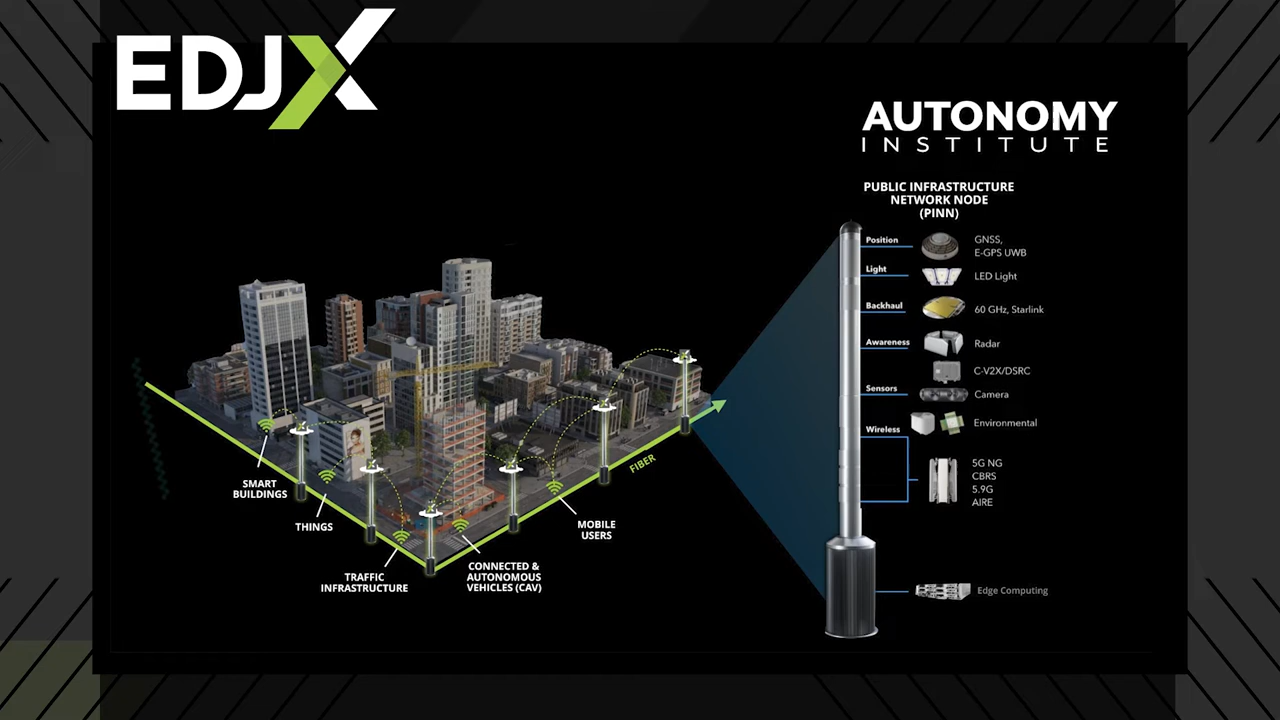 EDJX
AUTONOMY
INSTITUTE
PUBLIC INFRASTRUCTURE
NETWORK NODE
(PINN)
Position
GNSS,
E-GPS UWB
Light
LED Light
Backhaul
60 GHz, Starlink
Awareness
Radar
C-V2X/DSRC
Sensors
Camera
Environmental
Wireless
5G NG
CBRS
5.9G
AIRE
Edge Computing
SMART
BUILDINGS
THINGS
TRAFFIC
INFRASTRUCTURE
CONNECTED &
AUTONOMOUS
VEHICLES (CAV)
MOBILE
USERS
FIBER